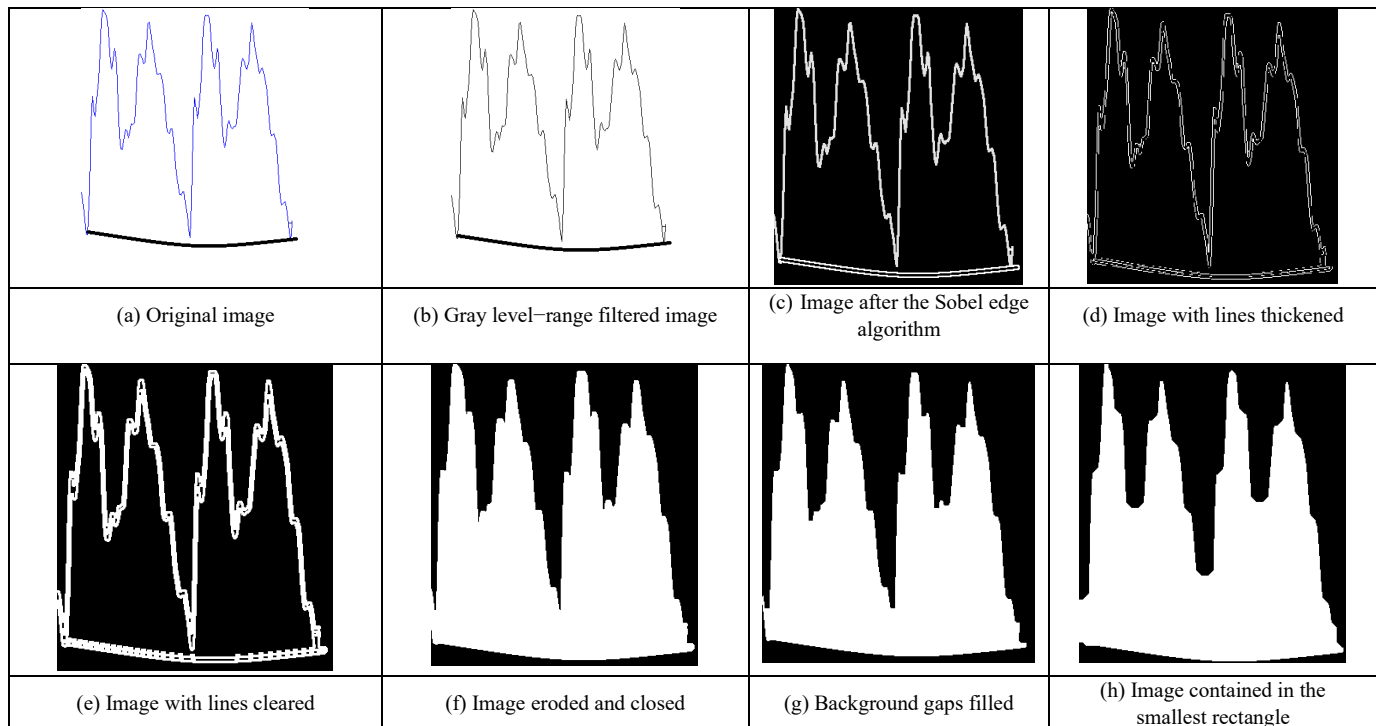 (a) Original image
(b) Gray level−range filtered image
(c) Image after the Sobel edge
algorithm
(d) Image with lines thickened
(e) Image with lines cleared
(f) Image eroded and closed
(g) Background gaps filled
(h) Image contained in the
smallest rectangle